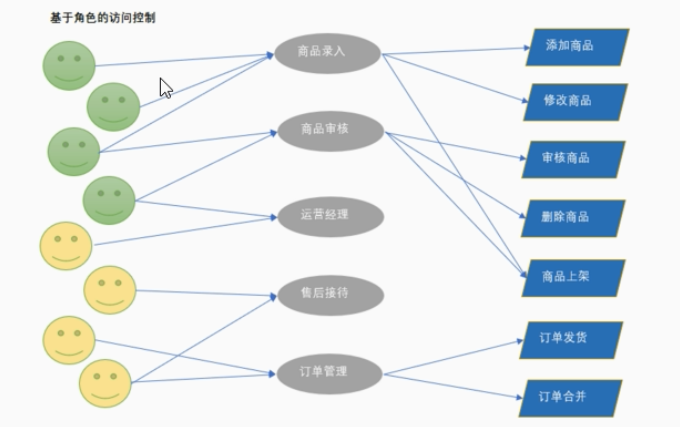 基于角色的访问控制
商品录入
商品审核
运营经理
售后接待
订单管理
添加商品
修改商品
审核商品
删除商品
商品上架
订单发货
订单合并